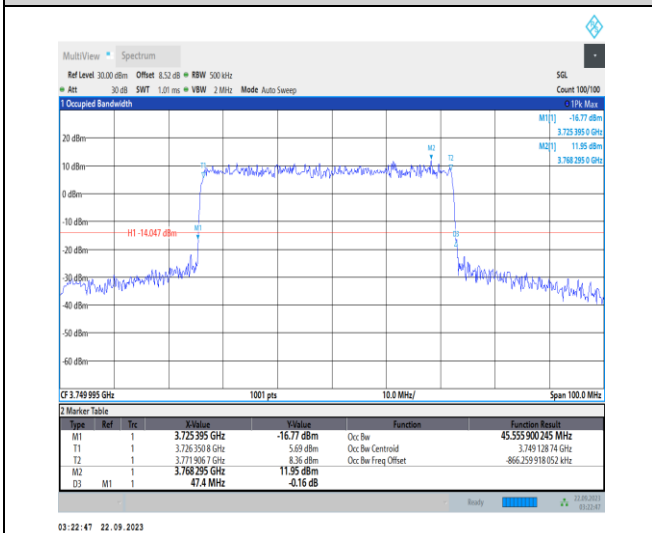 MultiView Spectrum
Ref Level 30.00 dBm Offset 8.52 dB RBW 500 kHz SGL
Att 30 dB SWT 1.01 ms VBW 2 MHz Mode Auto Sweep Count 100/100
1 Occupied Bandwidth 1Pk Max
M1[1] -16.77 dBm
3.725 395 0 GHz
M2[1] 11.95 dBm
3.768 295 0 GHz
20 dBm
M2
T1
T2
10 dBm
0 dBm
-10 dBm
M1
H1 -14.047 dBm
D3
-20 dBm
-30 dBm
-40 dBm
-50 dBm
-60 dBm
CF 3.749 995 GHz 1001 pts 10.0 MHz/ Span 100.0 MHz
2 Marker Table
Type Ref Trc X-Value Y-Value Function Function Result
M1 1 3.725 395 GHz -16.77 dBm Occ Bw 45.555 900 245 MHz
T1 1 3.726 350 8 GHz 5.69 dBm Occ Bw Centroid 3.749 128 74 GHz
T2 1 3.771 906 7 GHz 8.36 dBm Occ Bw Freq Offset -866.259 918 052 kHz
M2 1 3.768 295 GHz 11.95 dBm
D3 M1 1 47.4 MHz -0.16 dB
Ready 22.09.2023
03:22:47
03:22:47 22.09.2023